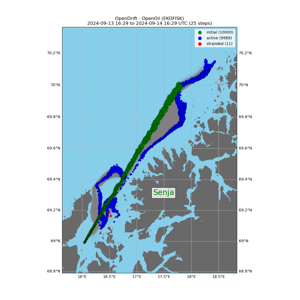 OpenDrift - OpenOil (EKOFISK)
2024-09-13 16:29 to 2024-09-14 16:29 UTC (25 steps)
initial (10000)
active (9989)
stranded (11)
70.2°N
70.2°N
70°N
70°N
69.8°N
69.8°N
69.6°N
69.6°N
69.4°N
69.4°N
Senja
69.2°N
69.2°N
69°N
69°N
68.8°N
68.8°N
16°E
16.5°E
17°E
17.5°E
18°E
18.5°E